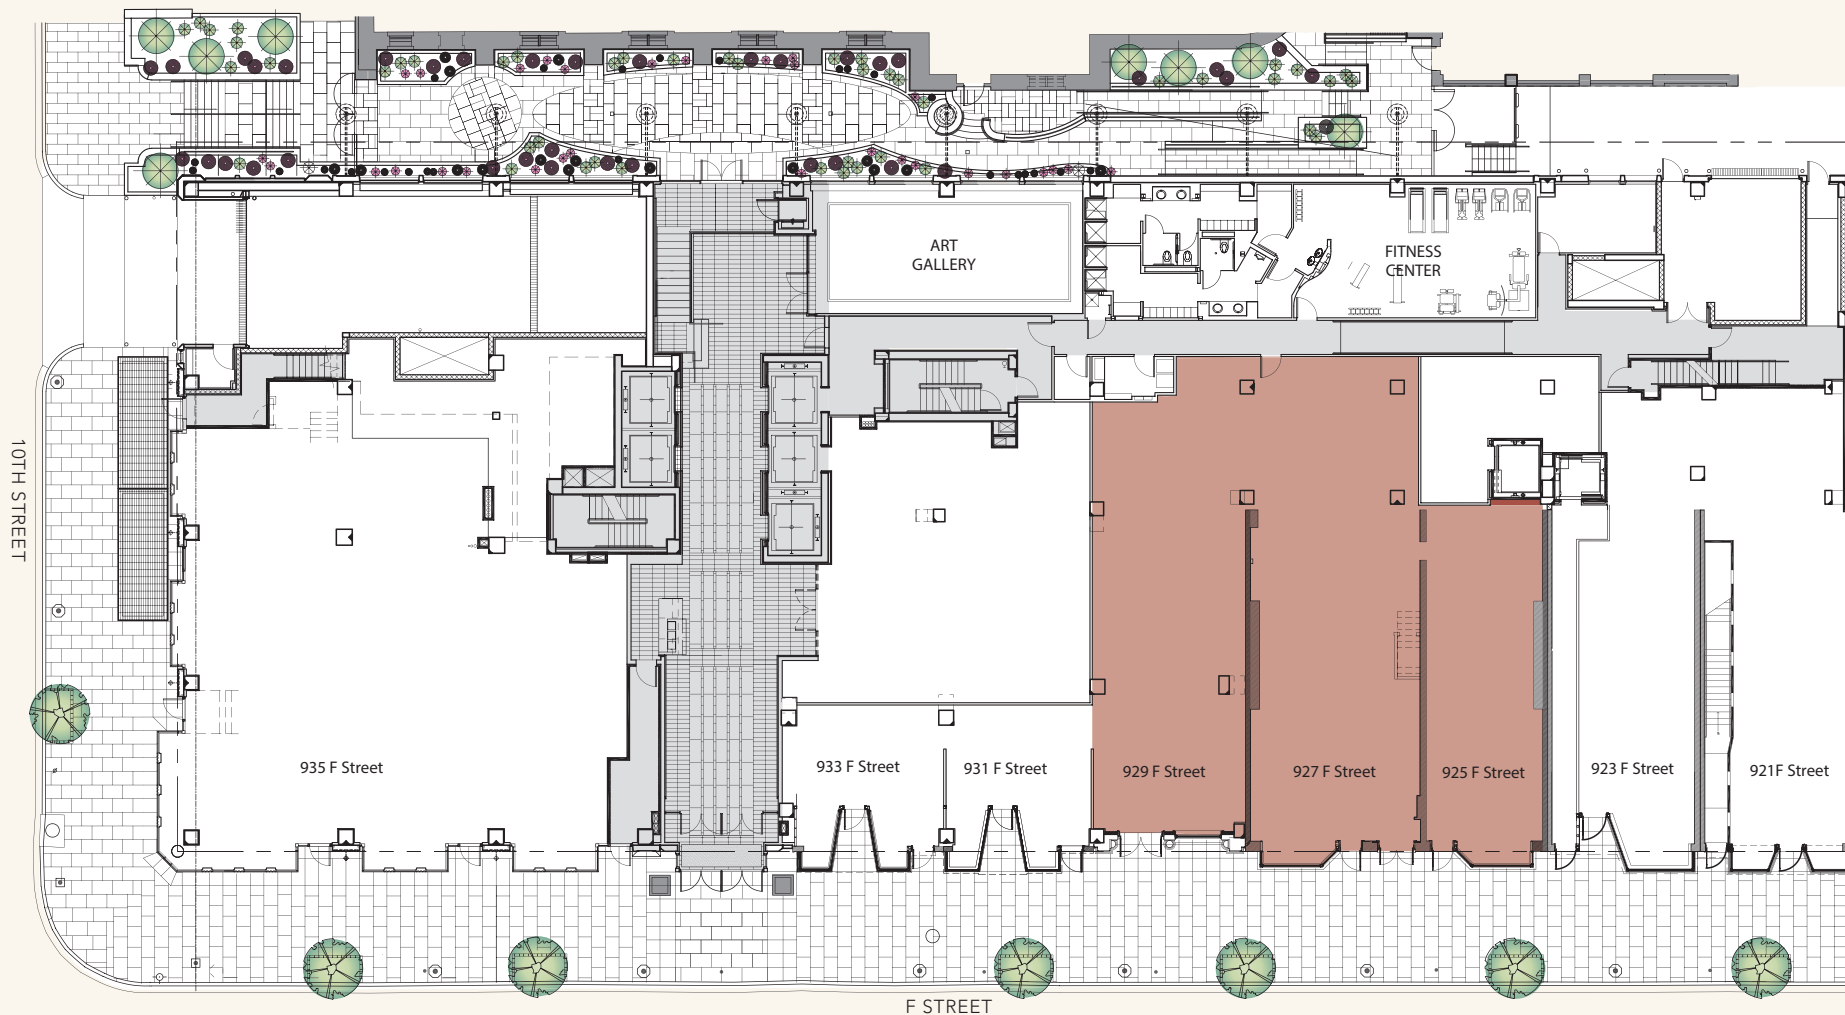 ART
GALLERY
FITNESS
CENTER
10TH STREET
935 F Street
933 F Street
931 F Street
929 F Street
927 F Street
925 F Street
923 F Street
921F Street
F STREET